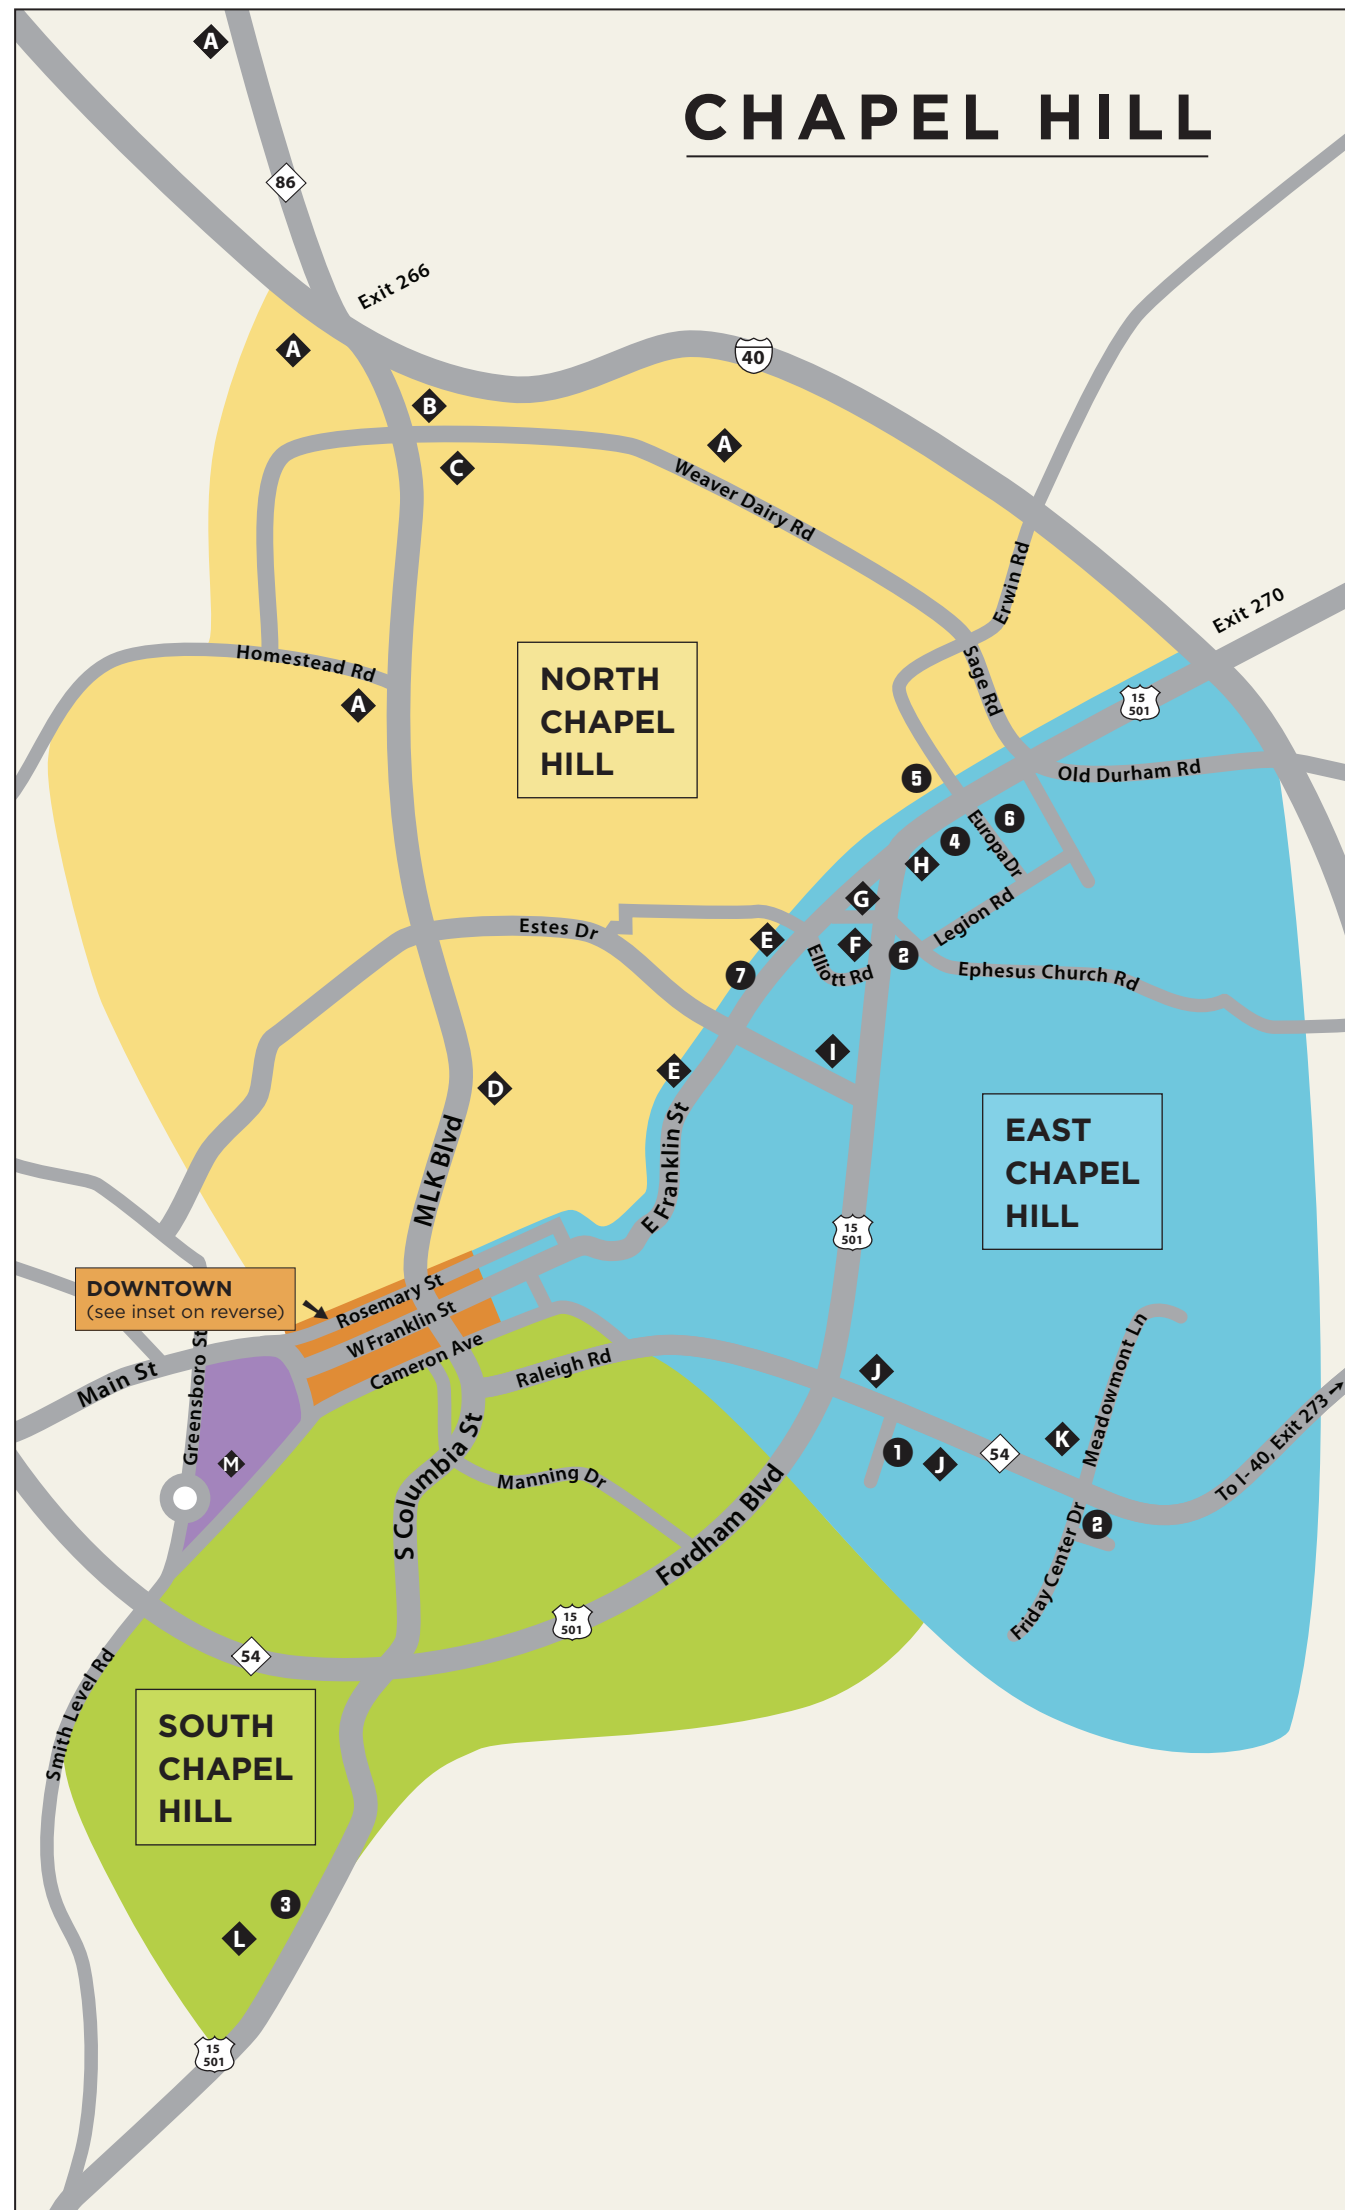 A
CHAPEL HILL
86
Exit 266
A
40
B
A
C
Weaver Dairy Rd
Erwin Rd
Exit 270
Homestead Rd
Sage Rd
NORTH
CHAPEL
HILL
A
15
501
5
Old Durham Rd
6
4
Europa Dr
H
G
Legion Rd
Estes Dr
E
F
2
Elliott Rd
7
Ephesus Church Rd
I
E
D
EAST
CHAPEL
HILL
MLK Blvd
E Franklin St
15
501
DOWNTOWN
(see inset on reverse)
Rosemary St
W Franklin St
Cameron Ave
Main St
Greensboro St
Raleigh Rd
J
Meadowmont Ln
To I-40, Exit 273
M
S Columbia St
Manning Dr
1
J
54
K
Fordham Blvd
2
Friday Center Dr
15
501
54
Smith Level Rd
SOUTH
CHAPEL
HILL
3
L
15
501